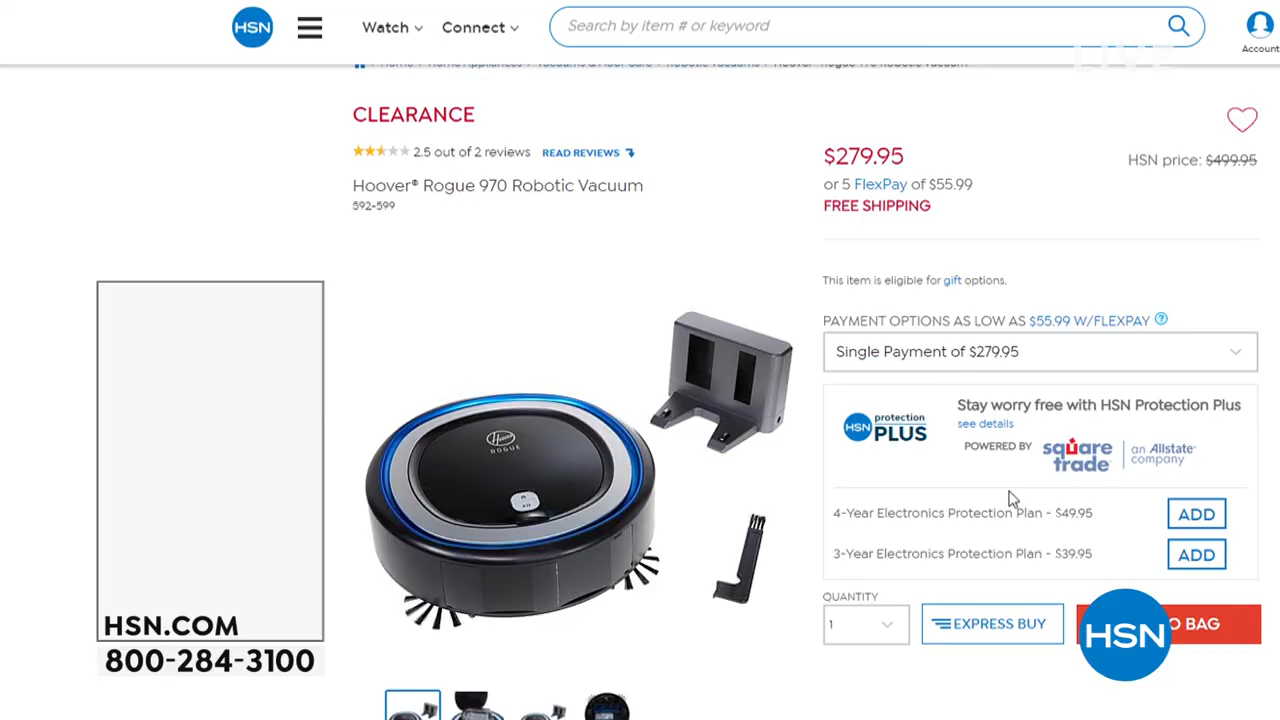 HSN
Watch
Connect
Search by item # or keyword
Account
LIVE
CLEARANCE
2.5 out of 2 reviews READ REVIEWS
Hoover® Rogue 970 Robotic Vacuum
592-599
$279.95
HSN price: $499.95
or 5 FlexPay of $55.99
FREE SHIPPING
This item is eligible for gift options.
PAYMENT OPTIONS AS LOW AS $55.99 W/FLEXPAY ?
Single Payment of $279.95
HSN protection PLUS
Stay worry free with HSN Protection Plus
see details
POWERED BY square trade an Allstate company
4-Year Electronics Protection Plan - $49.95 ADD
3-Year Electronics Protection Plan - $39.95 ADD
QUANTITY
1
EXPRESS BUY
O BAG
HSN
Hoover
ROGUE
HSN.COM
800-284-3100